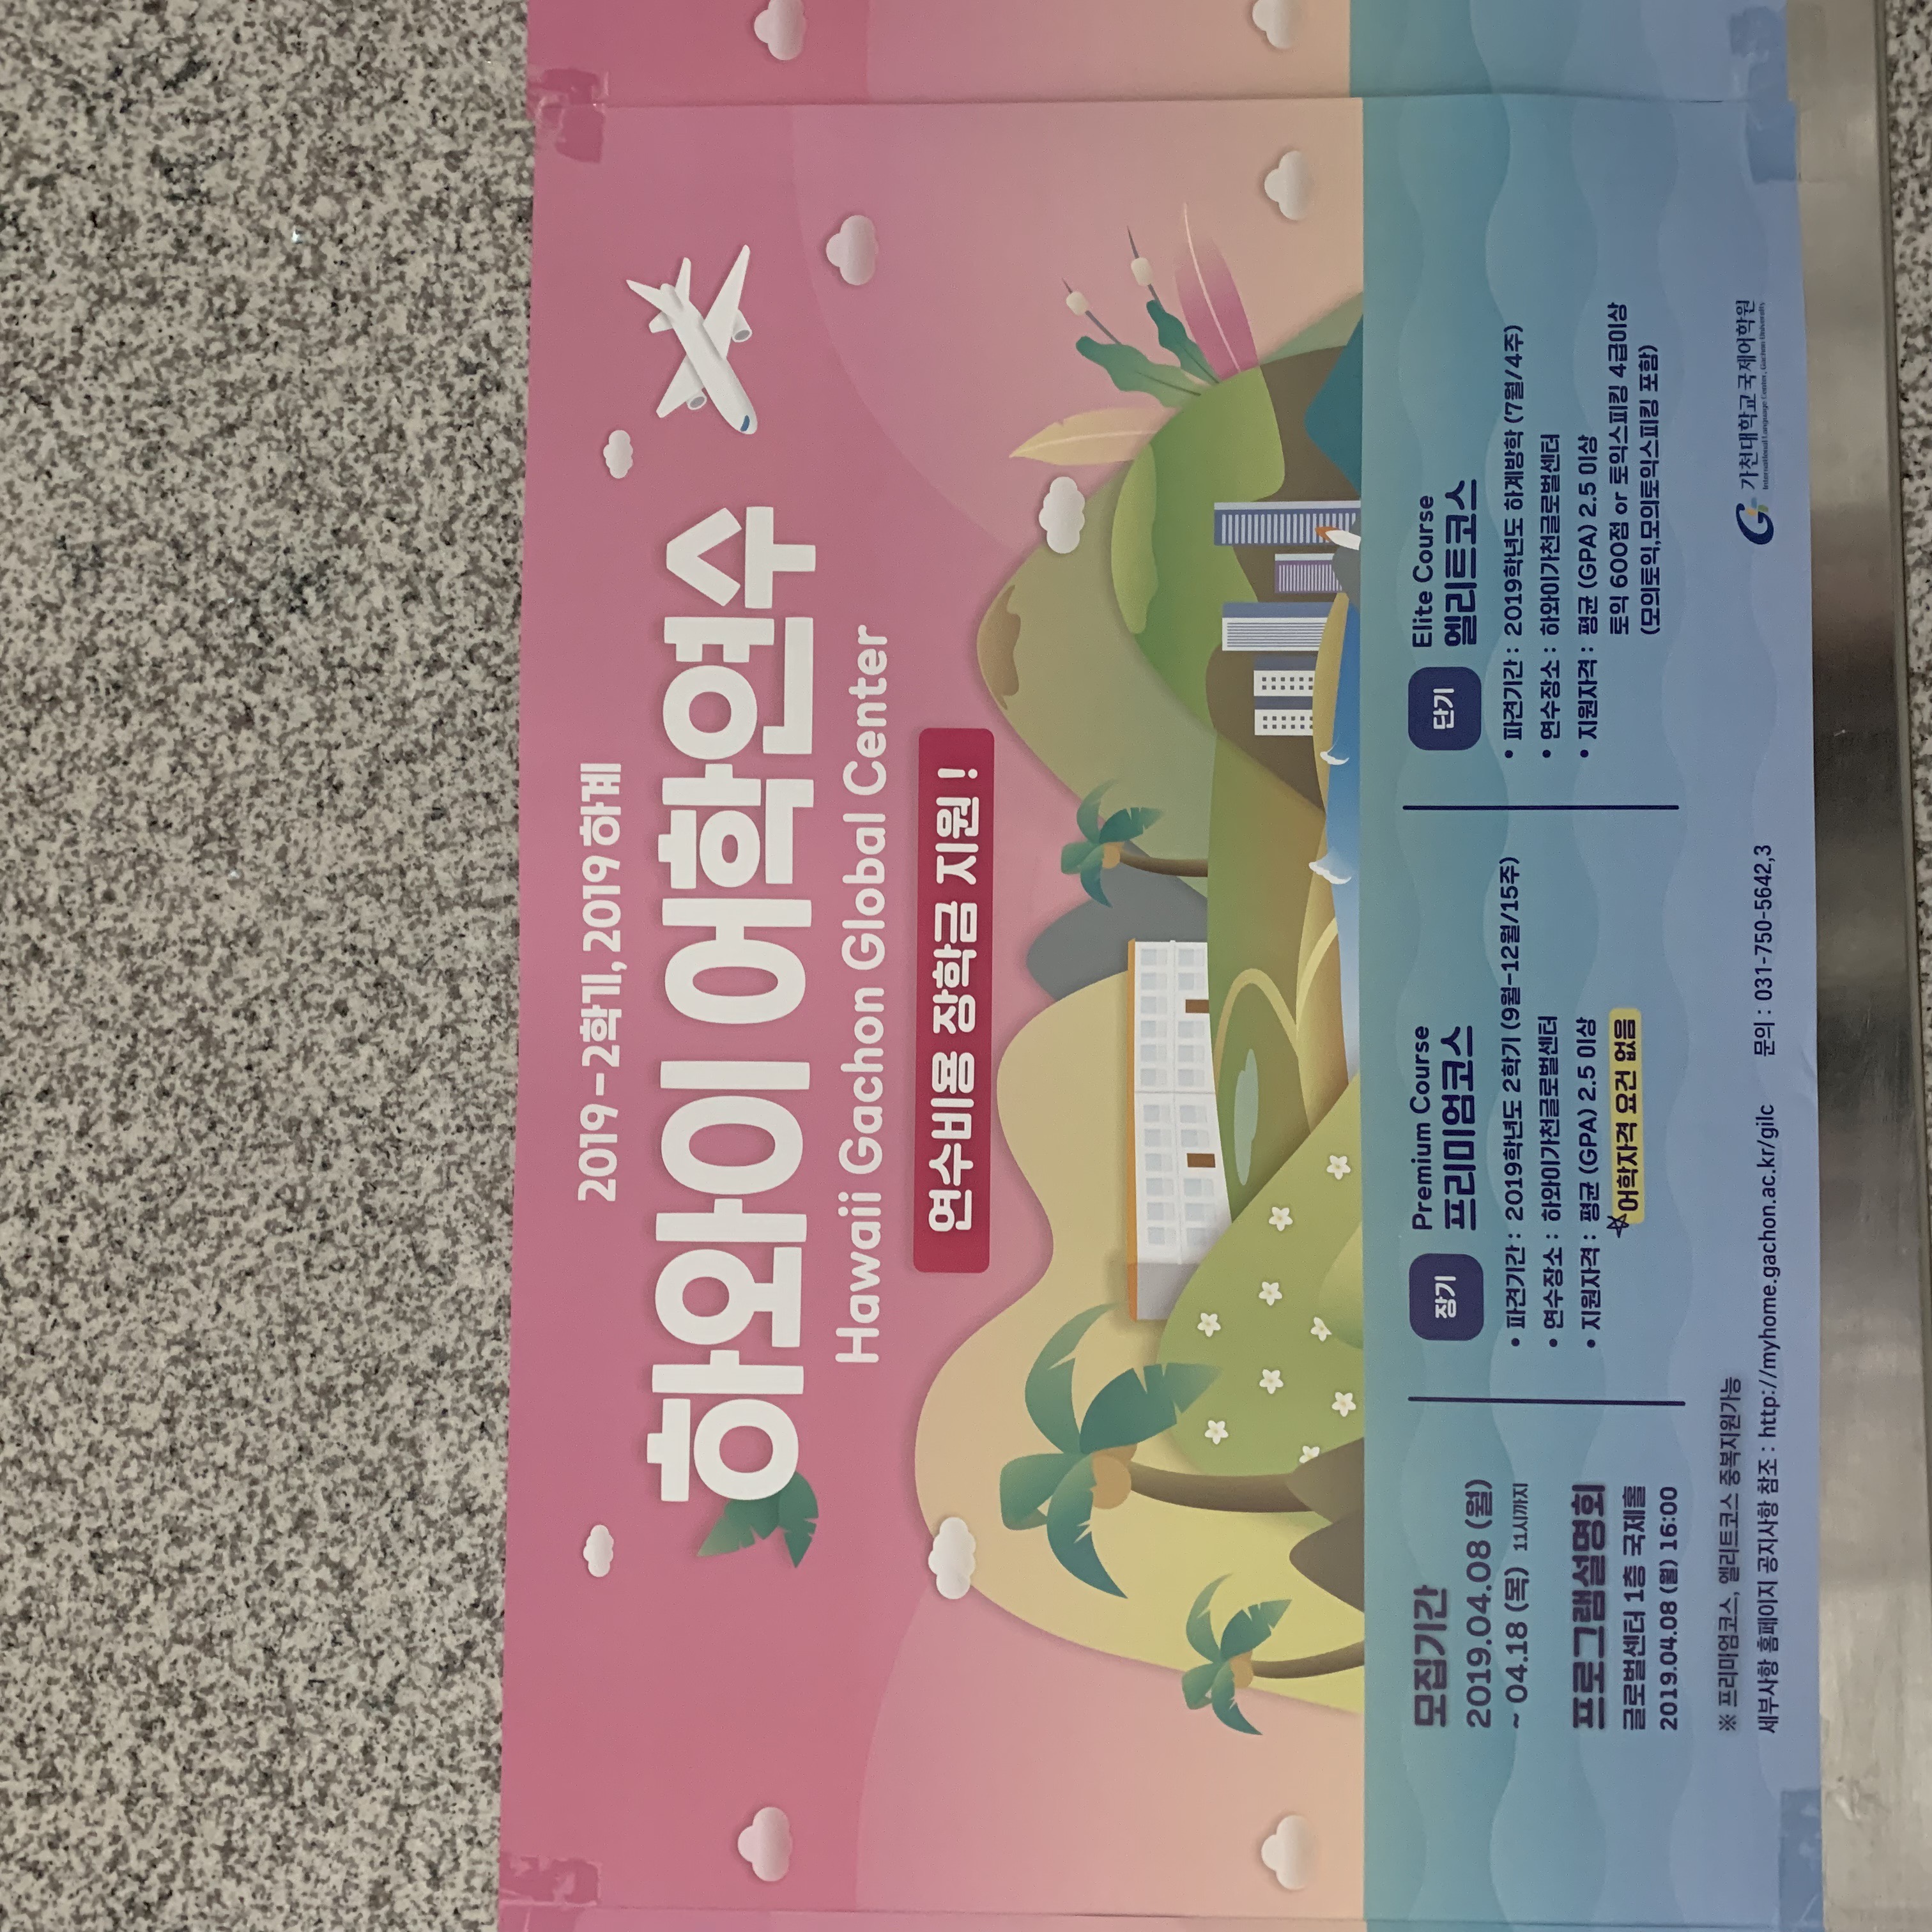 2019-2학기, 2019 하계
하와이 어학연수
Hawaii Gachon Global Center
연수비용 장학금 지원 !
모집기간
2019.04.08 (월)
~ 04.18 (목) 11시까지
프로그램설명회
글로벌센터 1층 국제홀
2019.04.08 (월) 16:00
장기
Premium Course
프리미엄코스
• 파견기간 : 2019학년도 2학기 (9월-12월/15주)
• 연수장소 : 하와이가천글로벌센터
• 지원자격 : 평균 (GPA) 2.5 이상
☆어학자격 요건 없음
단기
Elite Course
엘리트코스
• 파견기간 : 2019학년도 하계방학 (7월/4주)
• 연수장소 : 하와이가천글로벌센터
• 지원자격 : 평균 (GPA) 2.5 이상
토익 600점 or 토익스피킹 4급이상
(모의토익,모의토익스피킹 포함)
※ 프리미엄코스, 엘리트코스 중복지원가능
세부사항 홈페이지 공지사항 참조 : http://myhome.gachon.ac.kr/gilc 문의 : 031-750-5642,3
가천대학교 국제어학원
International Language Center, Gachon University